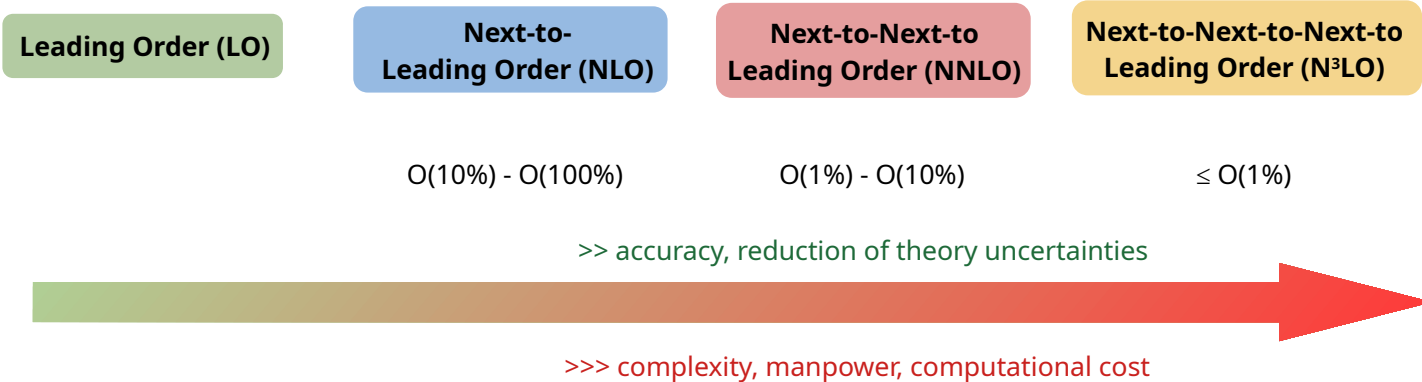 Leading Order (LO)
Next-to-
Leading Order (NLO)
Next-to-Next-to
Leading Order (NNLO)
Next-to-Next-to-Next-to
Leading Order (N³LO)
O(10%) - O(100%)
O(1%) - O(10%)
≤ O(1%)
>> accuracy, reduction of theory uncertainties
>>> complexity, manpower, computational cost